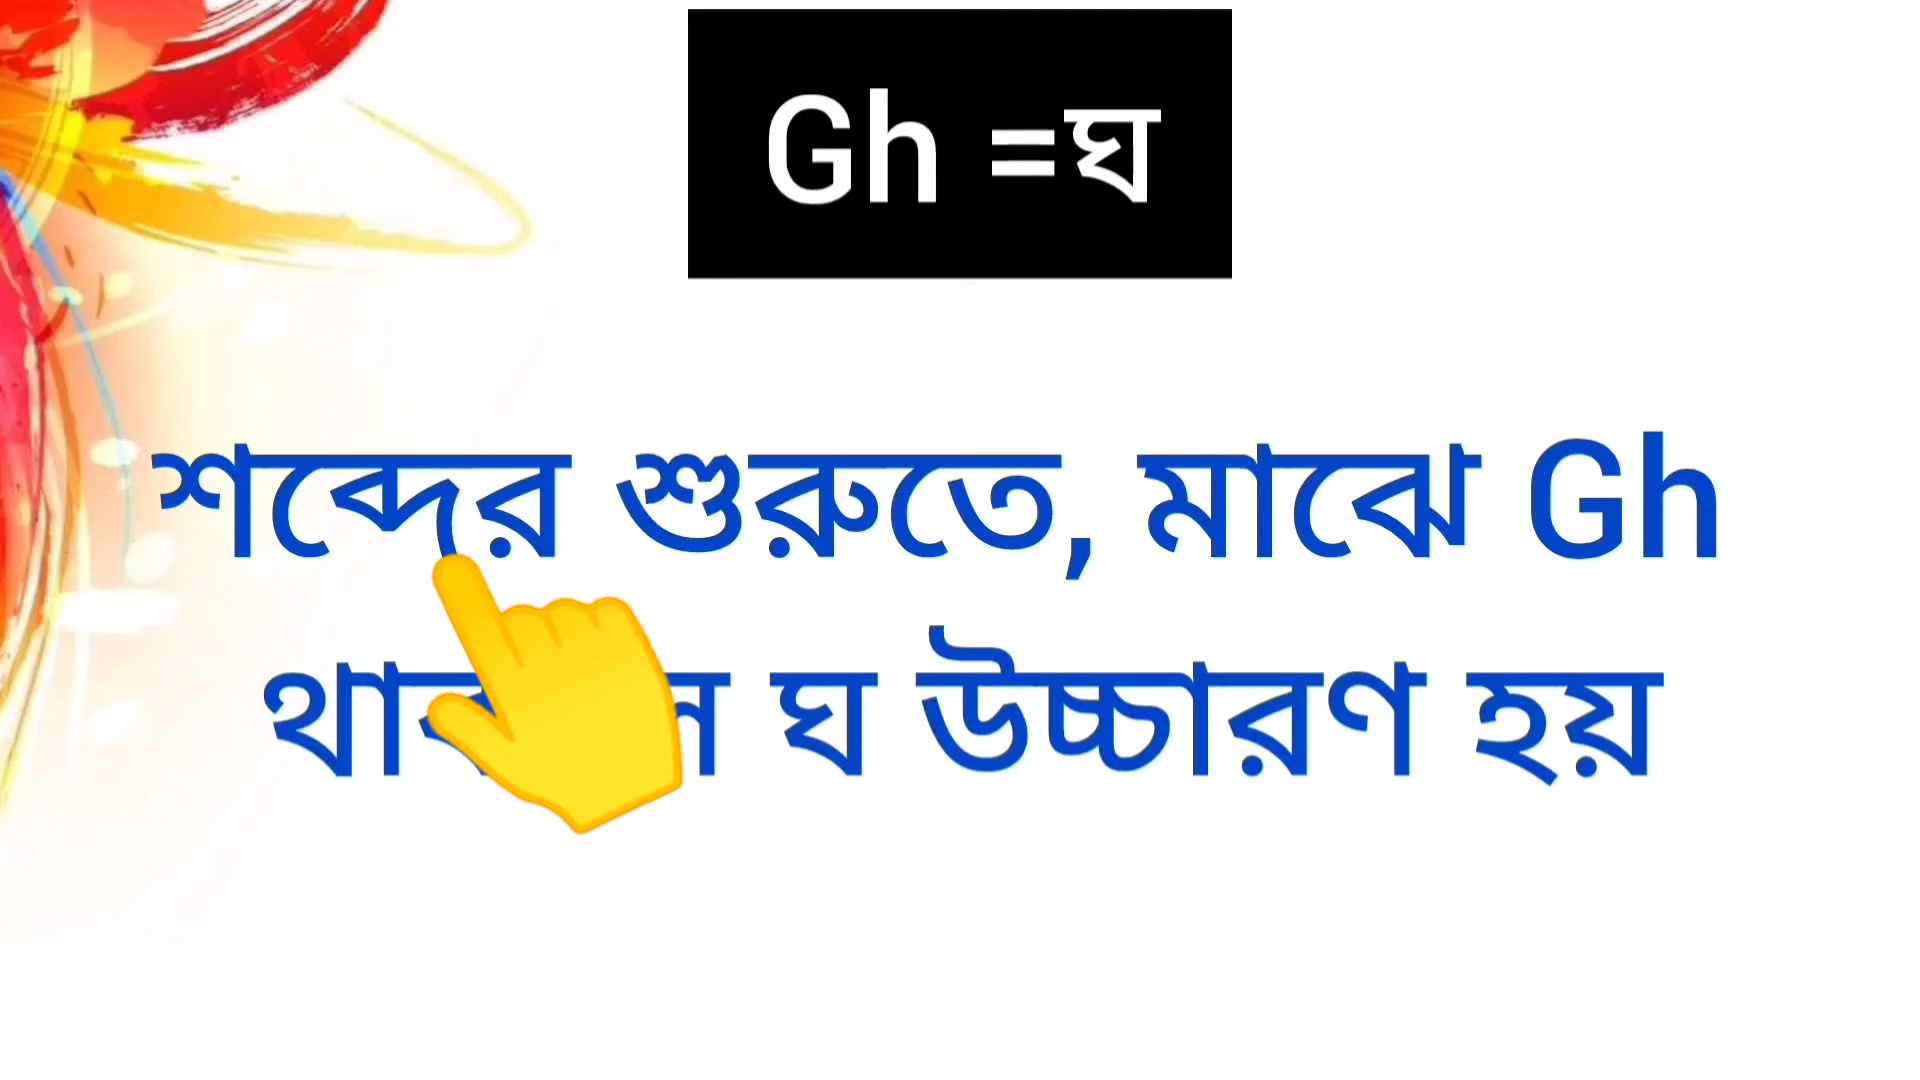 Gh =ঘ
শব্দের শুরুতে, মাঝে Gh
ঘ উচ্চারণ হয়